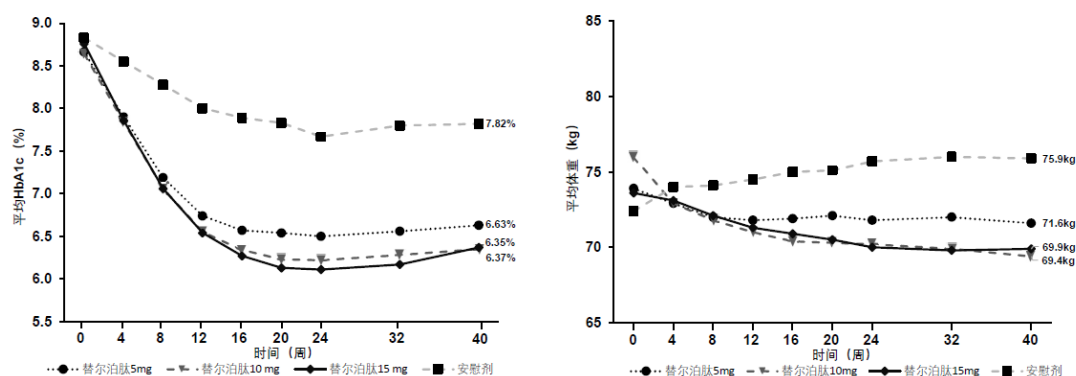 平均HbA1c (%)
9.0
8.5
8.0
7.5
7.0
6.5
6.0
5.5
7.82%
6.63%
6.35%
6.37%
0 4 8 12 16 20 24 32 40
时间 (周)
替尔泊肽5mg 替尔泊肽10 mg 替尔泊肽15 mg 安慰剂
平均体重 (kg)
85
80
75
70
65
75.9kg
71.6kg
69.9kg
69.4kg
0 4 8 12 16 20 24 32 40
时间 (周)
替尔泊肽5mg 替尔泊肽10mg 替尔泊肽15mg 安慰剂